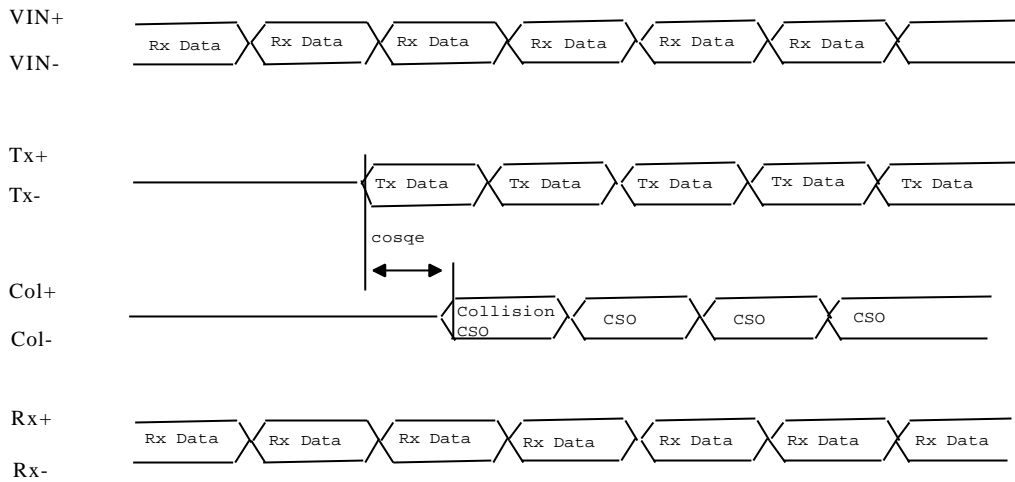 VIN+
Rx Data Rx Data Rx Data Rx Data Rx Data Rx Data
VIN-
Tx+
Tx Data Tx Data Tx Data Tx Data Tx Data
Tx-
cosqe
Col+
Collision
CSO CSO CSO CSO
Col-
Rx+
Rx Data Rx Data Rx Data Rx Data Rx Data Rx Data Rx Data
Rx-